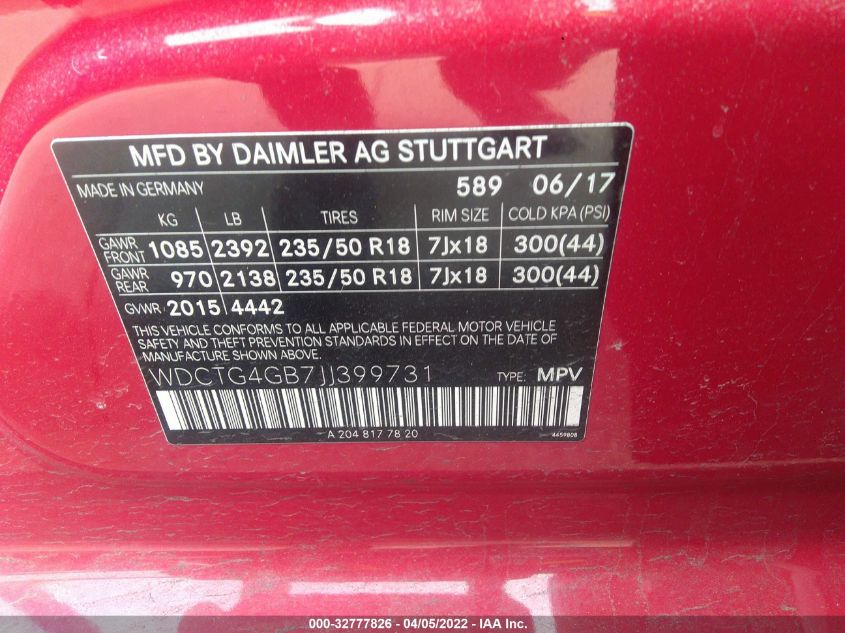 MFD BY DAIMLER AG STUTTGART
MADE IN GERMANY 589 06/17
KG LB TIRES RIM SIZE COLD KPA (PSI)
GAWR FRONT 1085 2392 235/50 R18 7Jx18 300(44)
GAWR REAR 970 2138 235/50 R18 7Jx18 300(44)
GVWR 2015 4442
THIS VEHICLE CONFORMS TO ALL APPLICABLE FEDERAL MOTOR VEHICLE
SAFETY AND THEFT PREVENTION STANDARDS IN EFFECT ON THE DATE OF
MANUFACTURE SHOWN ABOVE.
WDCTG4GB7JJ399731 TYPE: MPV
A 204 817 78 20 4459808
000-32777826 - 04/05/2022 - IAA Inc.